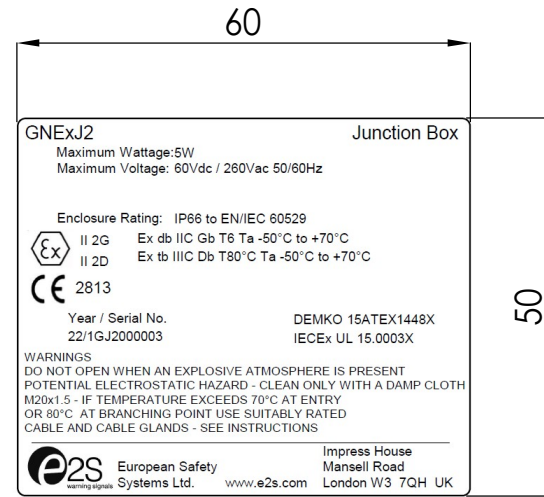 60
GNExJ2 Junction Box
Maximum Wattage:5W
Maximum Voltage: 60Vdc / 260Vac 50/60Hz
Enclosure Rating: IP66 to EN/IEC 60529
Ex II 2G Ex db IIC Gb T6 Ta -50°C to +70°C
II 2D Ex tb IIIC Db T80°C Ta -50°C to +70°C
CE 2813
50
Year / Serial No. DEMKO 15ATEX1448X
22/1GJ2000003 IECEx UL 15.0003X
WARNINGS
DO NOT OPEN WHEN AN EXPLOSIVE ATMOSPHERE IS PRESENT
POTENTIAL ELECTROSTATIC HAZARD - CLEAN ONLY WITH A DAMP CLOTH
M20x1.5 - IF TEMPERATURE EXCEEDS 70°C AT ENTRY
OR 80°C AT BRANCHING POINT USE SUITABLY RATED
CABLE AND CABLE GLANDS - SEE INSTRUCTIONS
e2S
warning signals
European Safety
Systems Ltd.
www.e2s.com
Impress House
Mansell Road
London W3 7QH UK